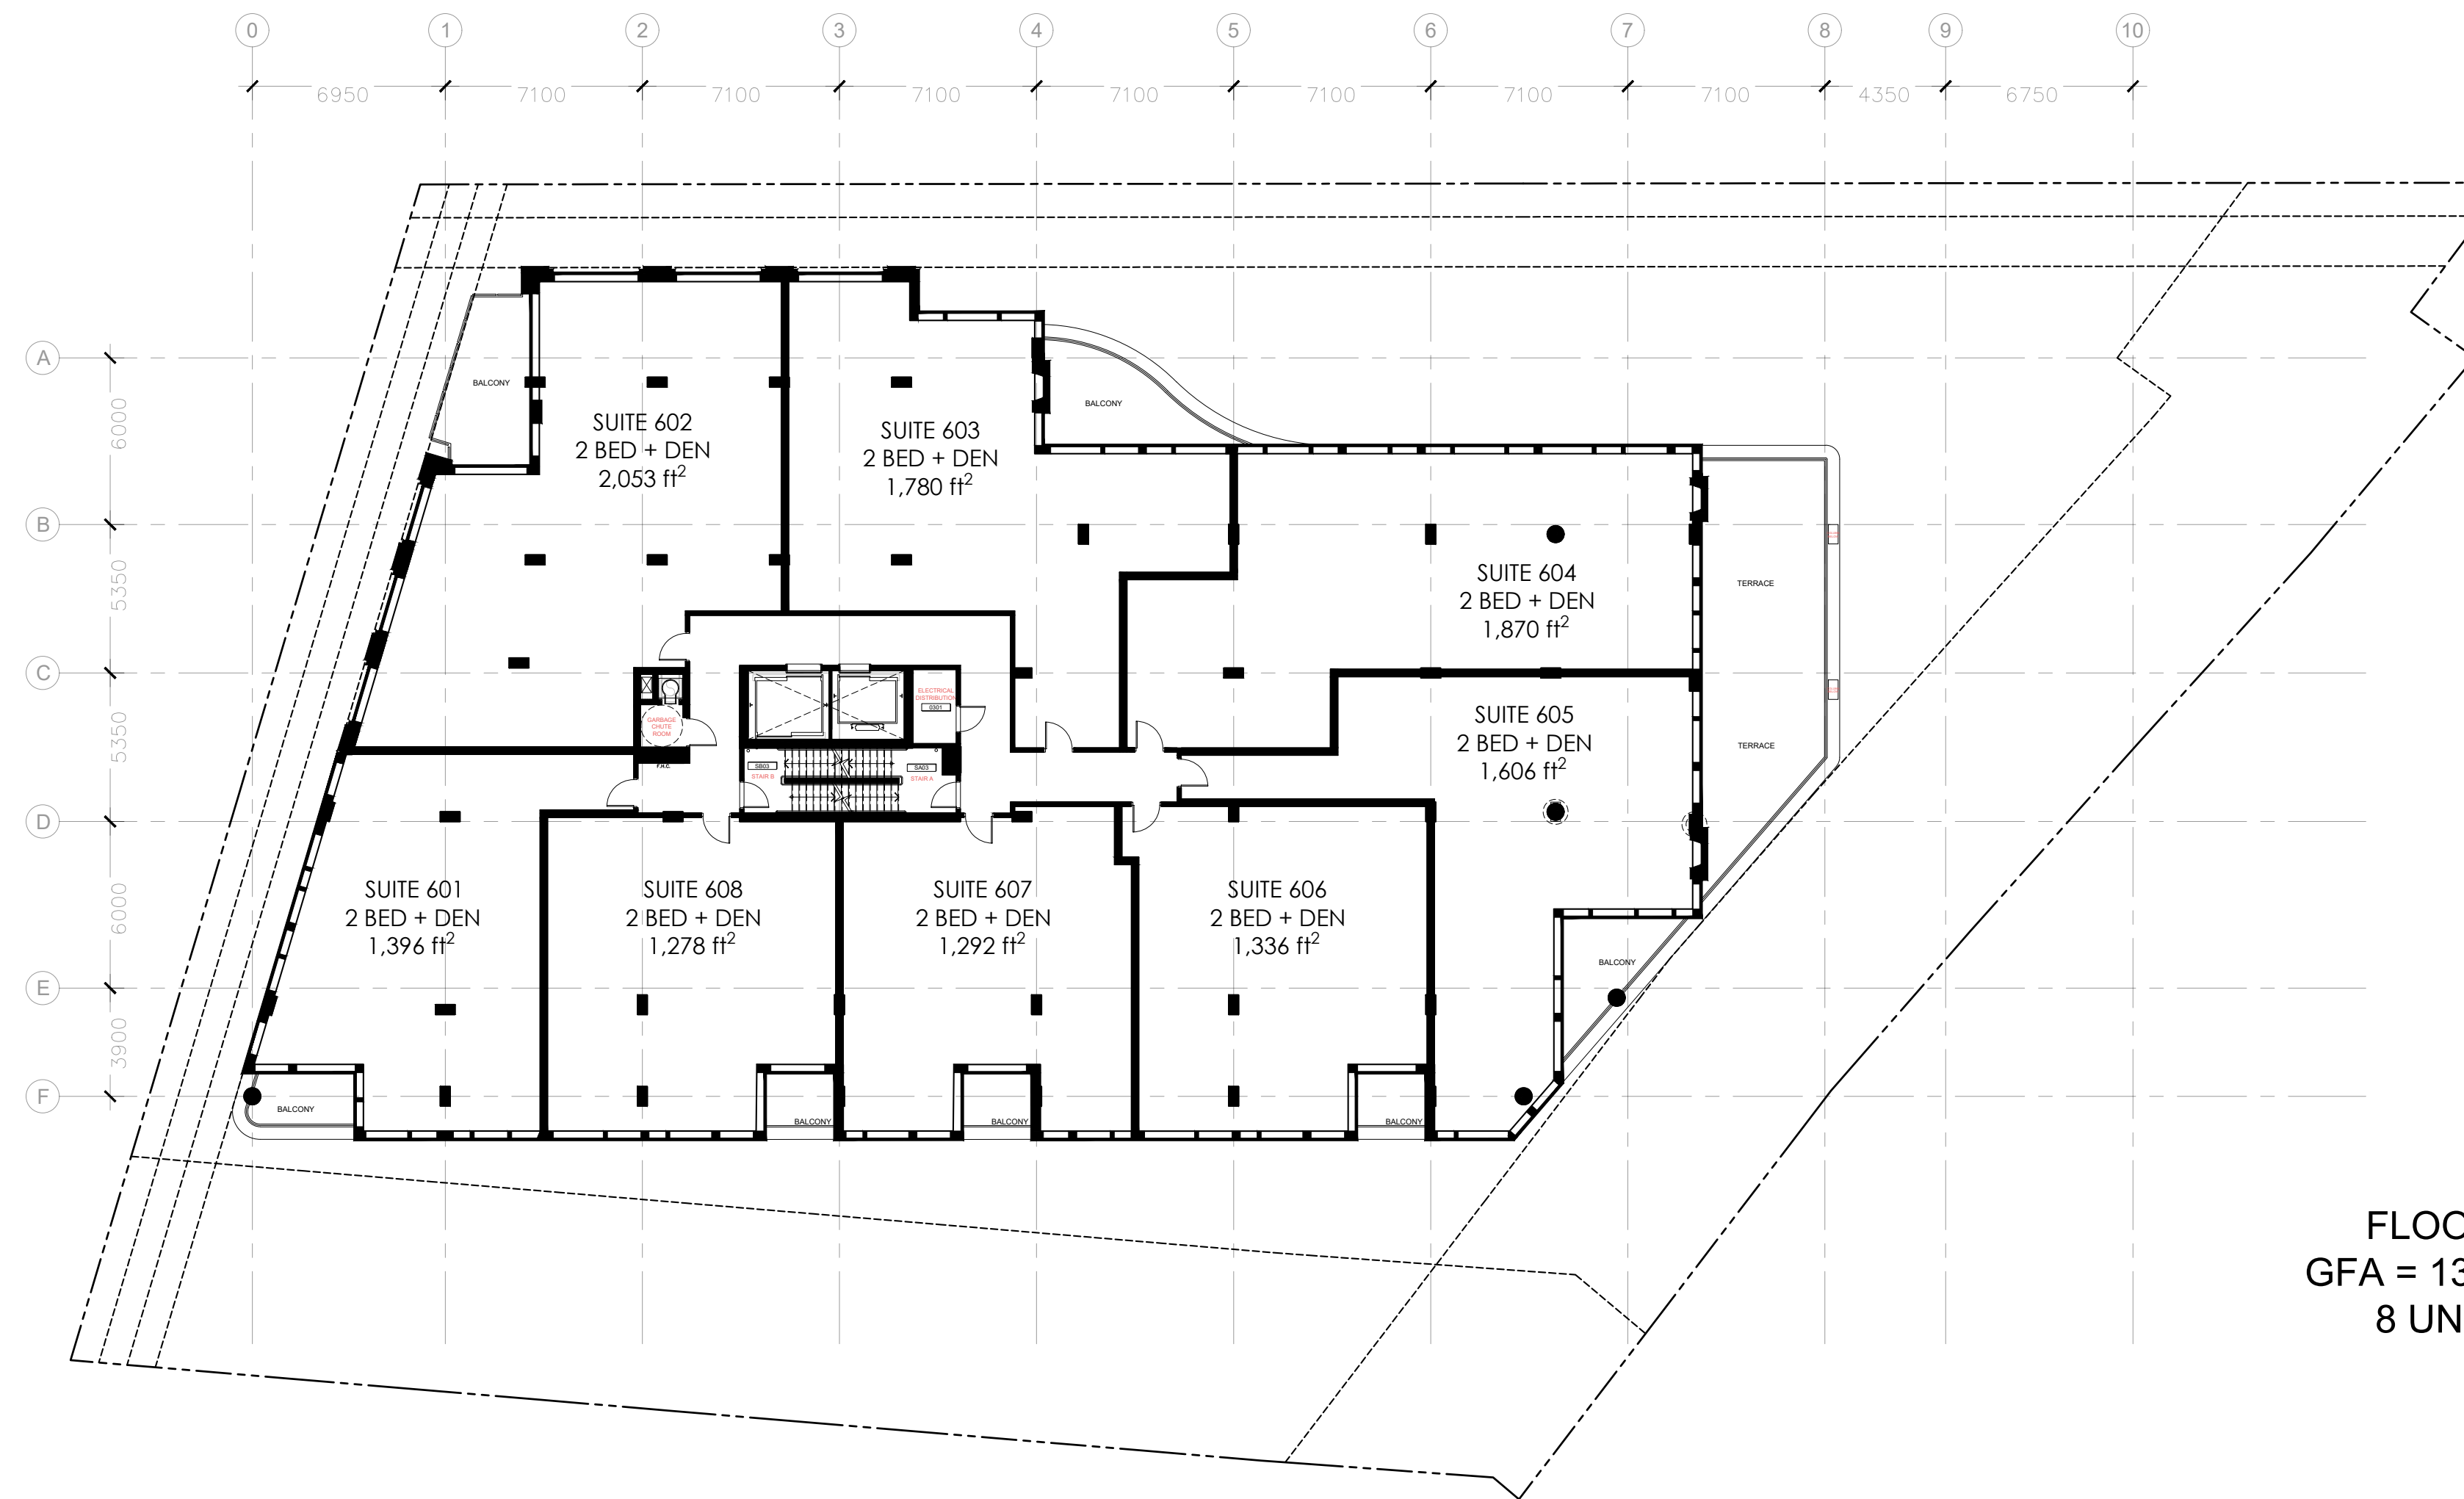 0 1 2 3 4 5 6 7 8 9 10
6950 7100 7100 7100 7100 7100 7100 7100 4350 6750
A
6000
B
5350
C
5350
D
6000
E
3900
F
BALCONY
SUITE 602
2 BED + DEN
2,053 ft²
SUITE 603
2 BED + DEN
1,780 ft²
BALCONY
SUITE 604
2 BED + DEN
1,870 ft²
TERRACE
TERRACE
SUITE 605
2 BED + DEN
1,606 ft²
GARBAGE
CHUTE
ROOM
F.H.C.
ELECTRICAL
DISTRIBUTION
0301
SB03
STAIR B
SA03
STAIR A
SUITE 601
2 BED + DEN
1,396 ft²
SUITE 608
2 BED + DEN
1,278 ft²
SUITE 607
2 BED + DEN
1,292 ft²
SUITE 606
2 BED + DEN
1,336 ft²
BALCONY
BALCONY
BALCONY
BALCONY
BALCONY
GFA = 13
8 UN